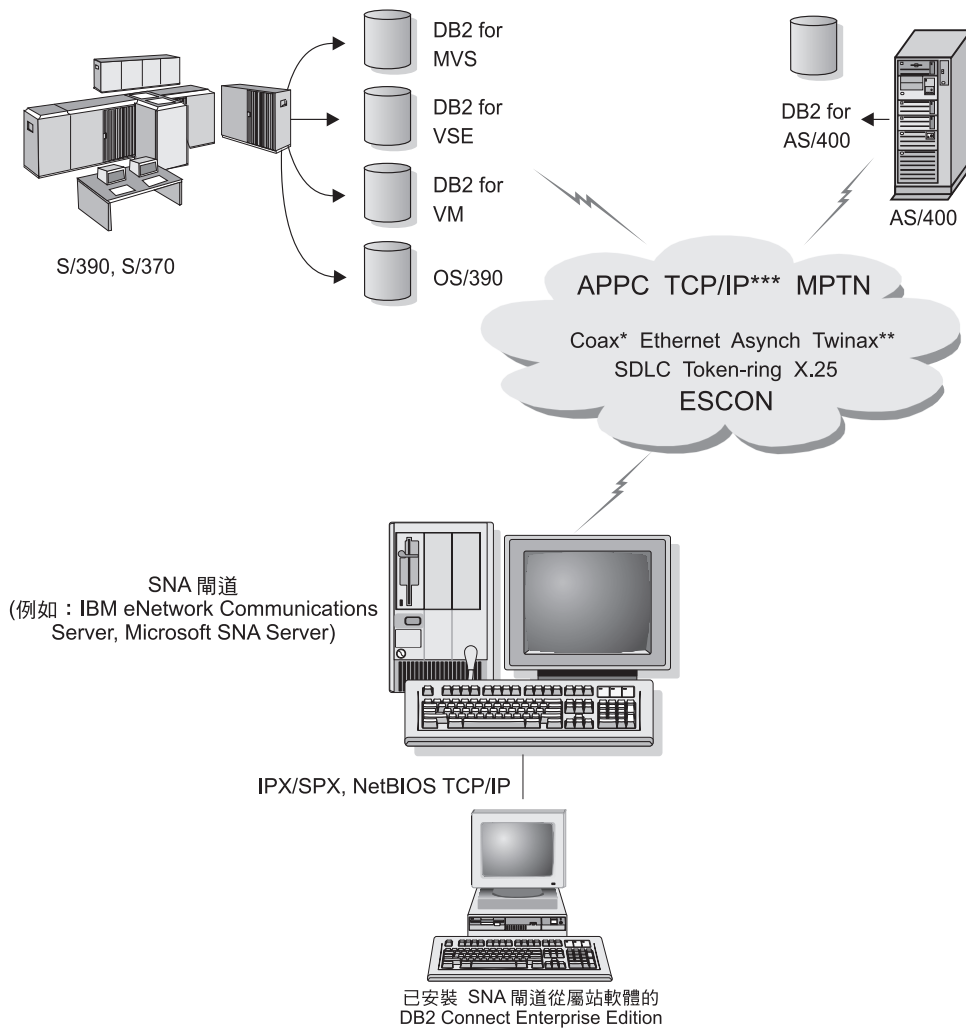 DB2 for
MVS
DB2 for
VSE
DB2 for
VM
OS/390
S/390, S/370
DB2 for
AS/400
AS/400
APPC TCP/IP*** MPTN
Coax* Ethernet Asynch Twinax**
SDLC Token-ring X.25
ESCON
SNA 閘道
(例如：IBM eNetwork Communications
Server, Microsoft SNA Server)
IPX/SPX, NetBIOS TCP/IP
已安裝 SNA 閘道從屬站軟體的
DB2 Connect Enterprise Edition